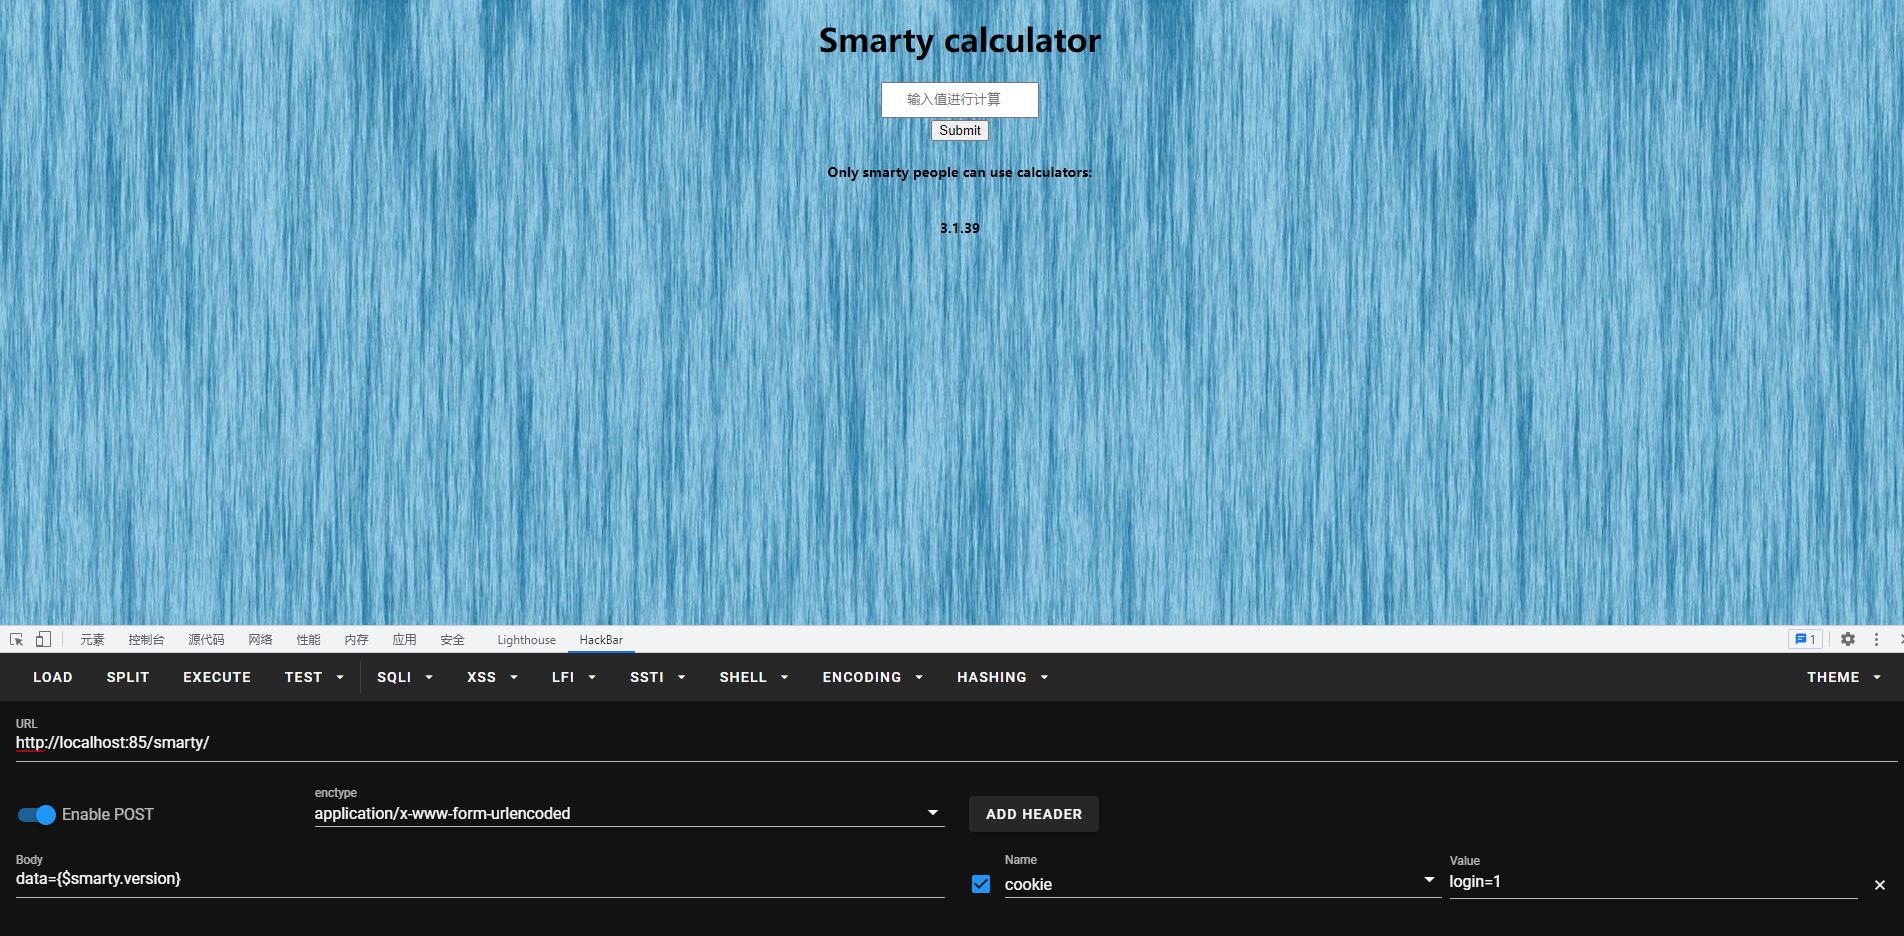 Smarty calculator
输入值进行计算
Submit
Only smarty people can use calculators:
3.1.39
元素 控制台 源代码 网络 性能 内存 应用 安全 Lighthouse HackBar 1
LOAD SPLIT EXECUTE TEST SQLI XSS LFI SSTI SHELL ENCODING HASHING THEME
URL
http://localhost:85/smarty/
Enable POST
enctype
application/x-www-form-urlencoded
ADD HEADER
Body
data={$smarty.version}
Name
cookie
Value
login=1